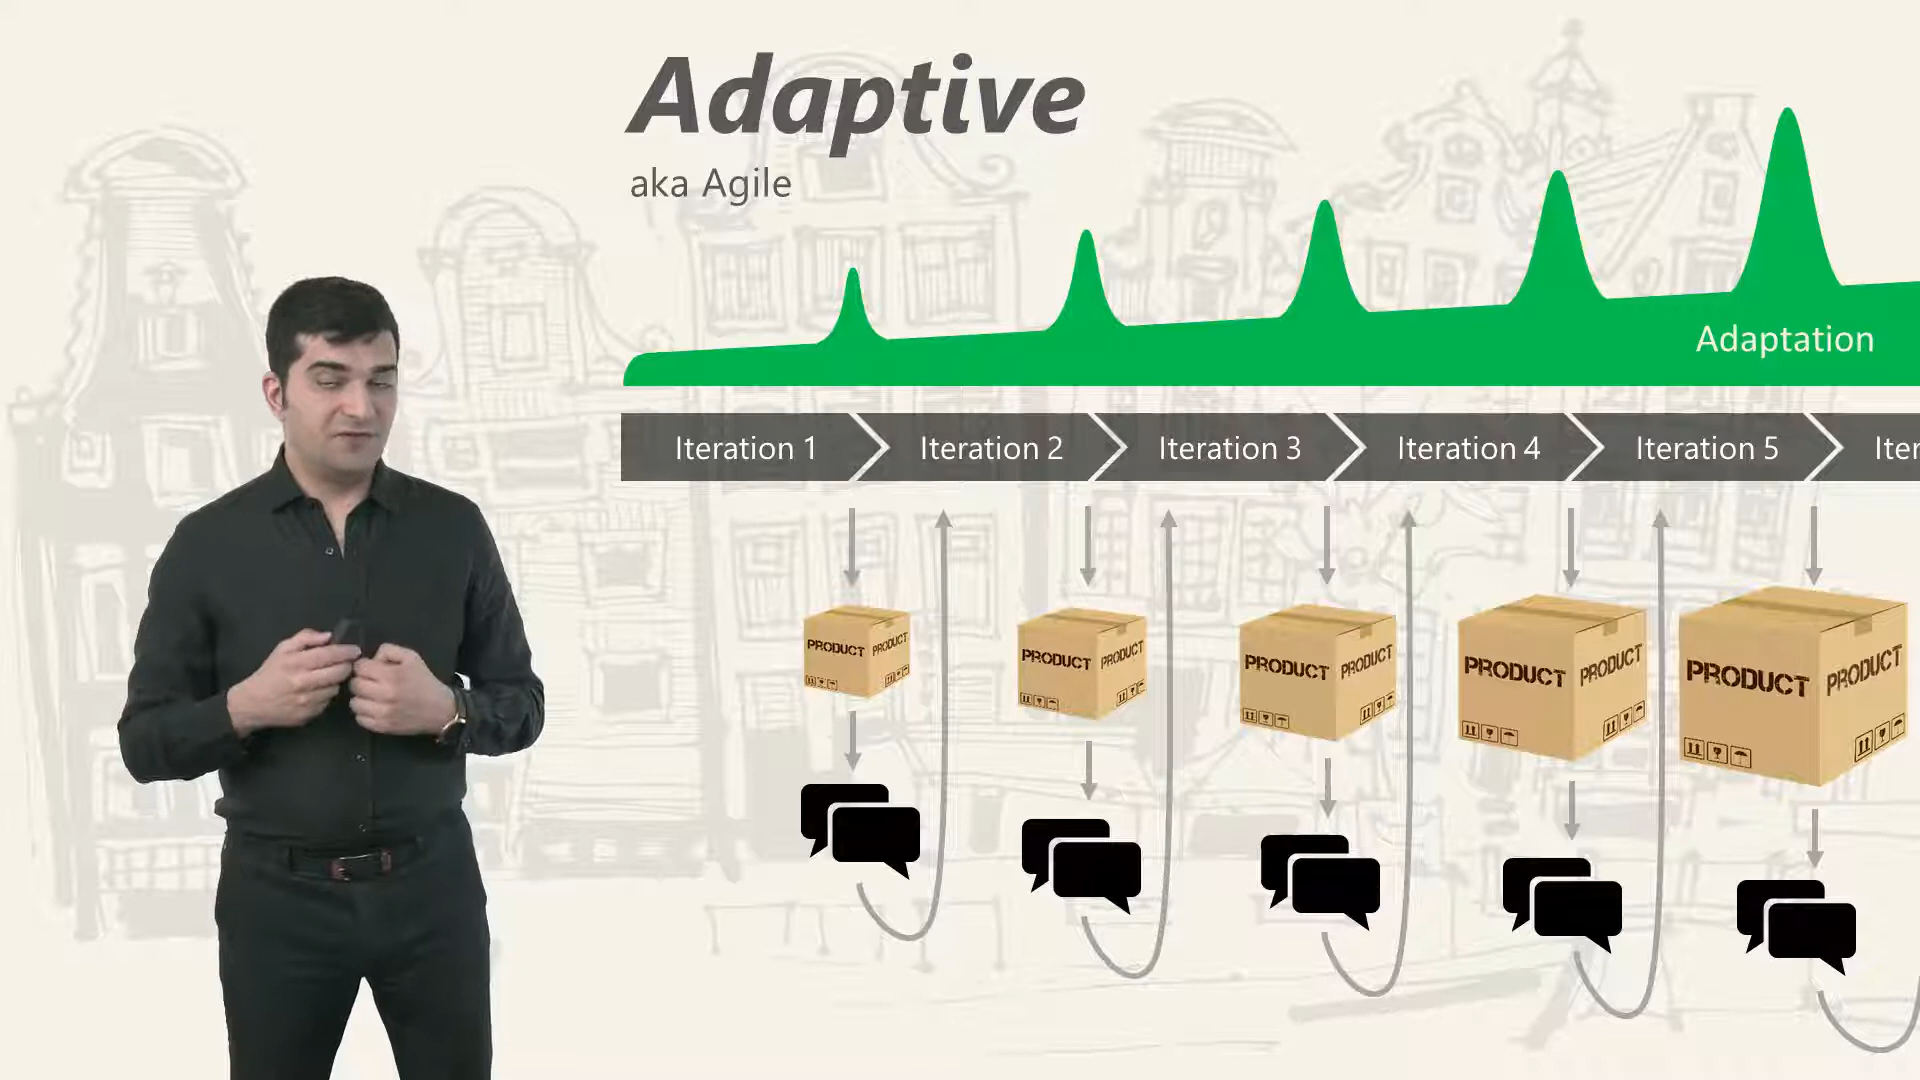 Adaptive
aka Agile
Adaptation
Iteration 1
Iteration 2
Iteration 3
Iteration 4
Iteration 5
Iter
PRODUCT PRODUCT
PRODUCT PRODUCT
PRODUCT PRODUCT
PRODUCT PRODUCT
PRODUCT PRODUCT